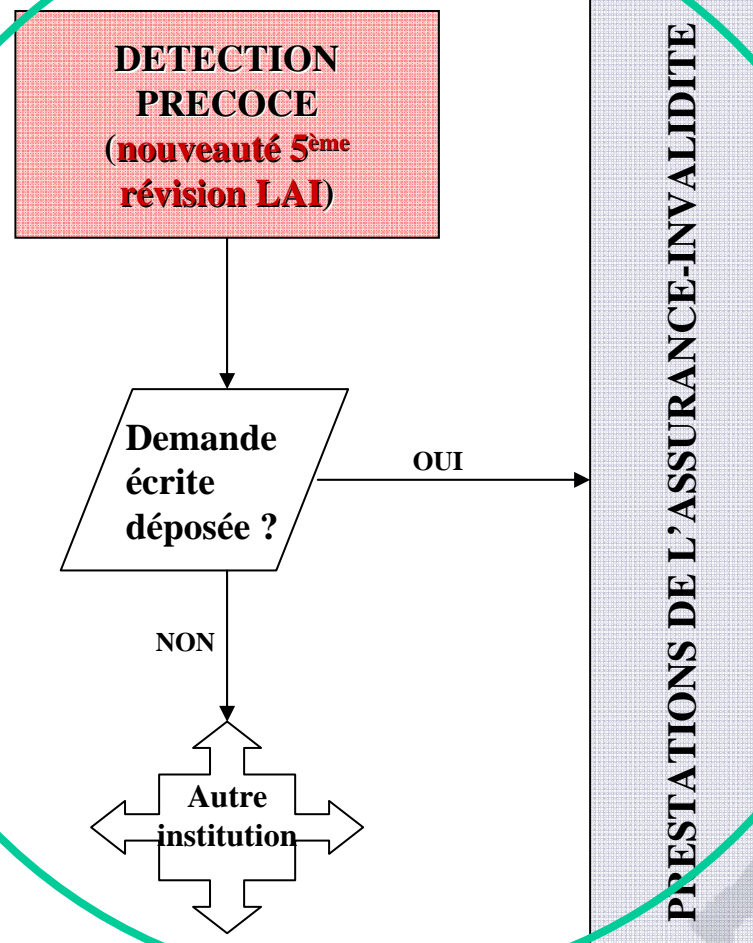 DETECTION
PRECOCE
(nouveauté 5ème
révision LAI)
Demande
écrite
déposée ?
OUI
NON
Autre
institution
PRESTATIONS DE L’ASSURANCE-INVALIDITE